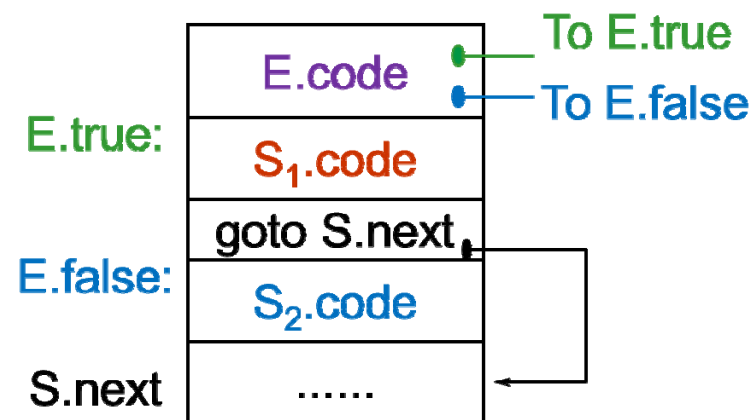 To E.true
E.code
To E.false
E.true:
S₁.code
goto S.next
E.false:
S₂.code
S.next
......